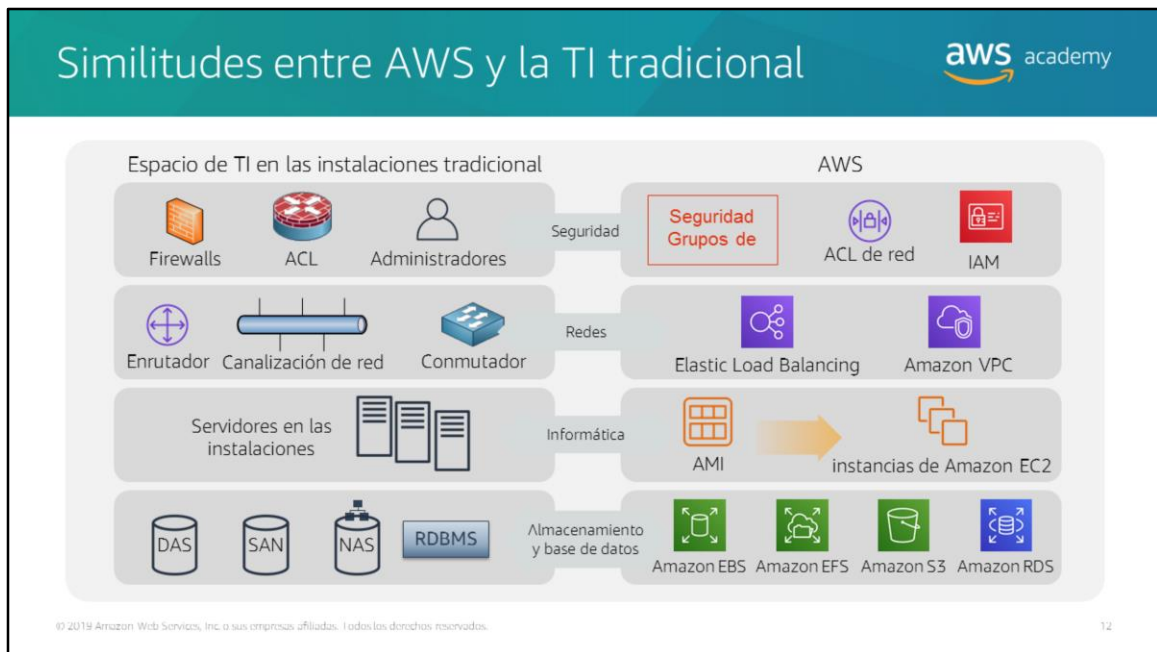 Similitudes entre AWS y la TI tradicional
aws academy
Espacio de TI en las instalaciones tradicional
AWS
Firewalls
ACL
Administradores
Seguridad
Seguridad
Grupos de
ACL de red
IAM
Enrutador
Canalización de red
Conmutador
Redes
Elastic Load Balancing
Amazon VPC
Servidores en las
instalaciones
Informática
AMI
instancias de Amazon EC2
DAS
SAN
NAS
RDBMS
Almacenamiento
y base de datos
Amazon EBS
Amazon EFS
Amazon S3
Amazon RDS
© 2019 Amazon Web Services, Inc. o sus empresas afiliadas. Todos los derechos reservados.
12